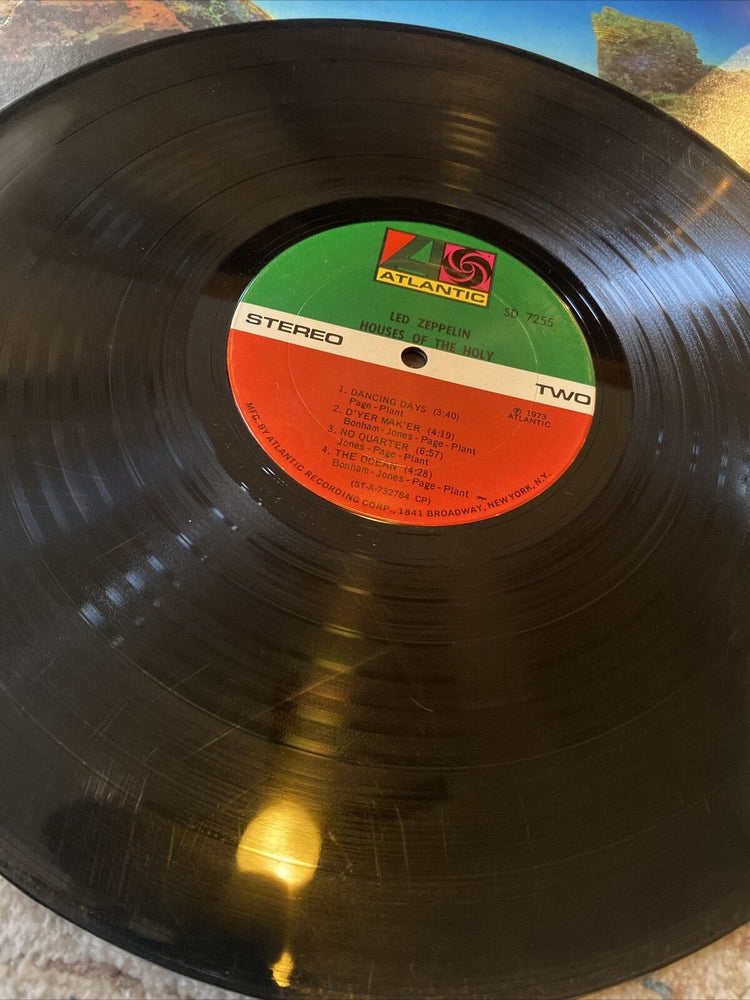 ATLANTIC
LED ZEPPELIN
SD 7255
HOUSES OF THE HOLY
STEREO
TWO
1. DANCING DAYS (3:40)
Page-Plant
2. D'YER MAK'ER (4:19)
Bonham-Jones-Page-Plant
3. NO QUARTER (6:57)
Jones-Page-Plant
4. THE OCEAN (4:28)
Bonham-Jones-Page-Plant
(ST-A-732784 CP)
℗ 1973
ATLANTIC
MFG. BY ATLANTIC RECORDING CORP., 1841 BROADWAY, NEW YORK, N.Y.